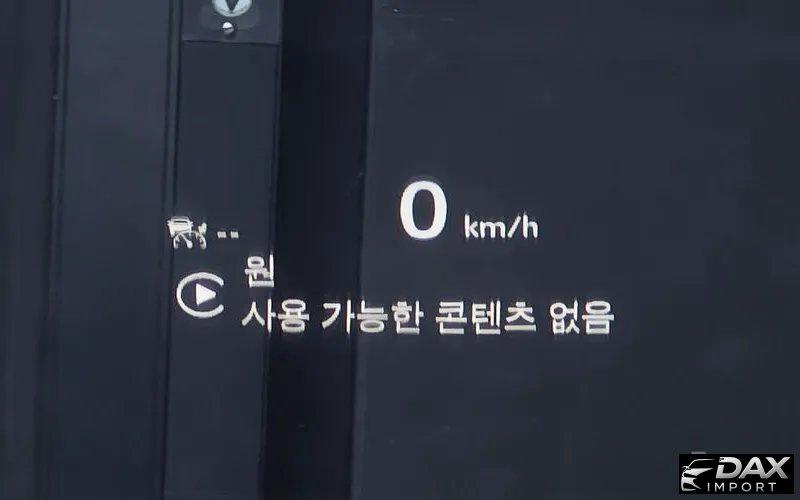 0 km/h
--
원
사용 가능한 콘텐츠 없음
DAX
IMPORT